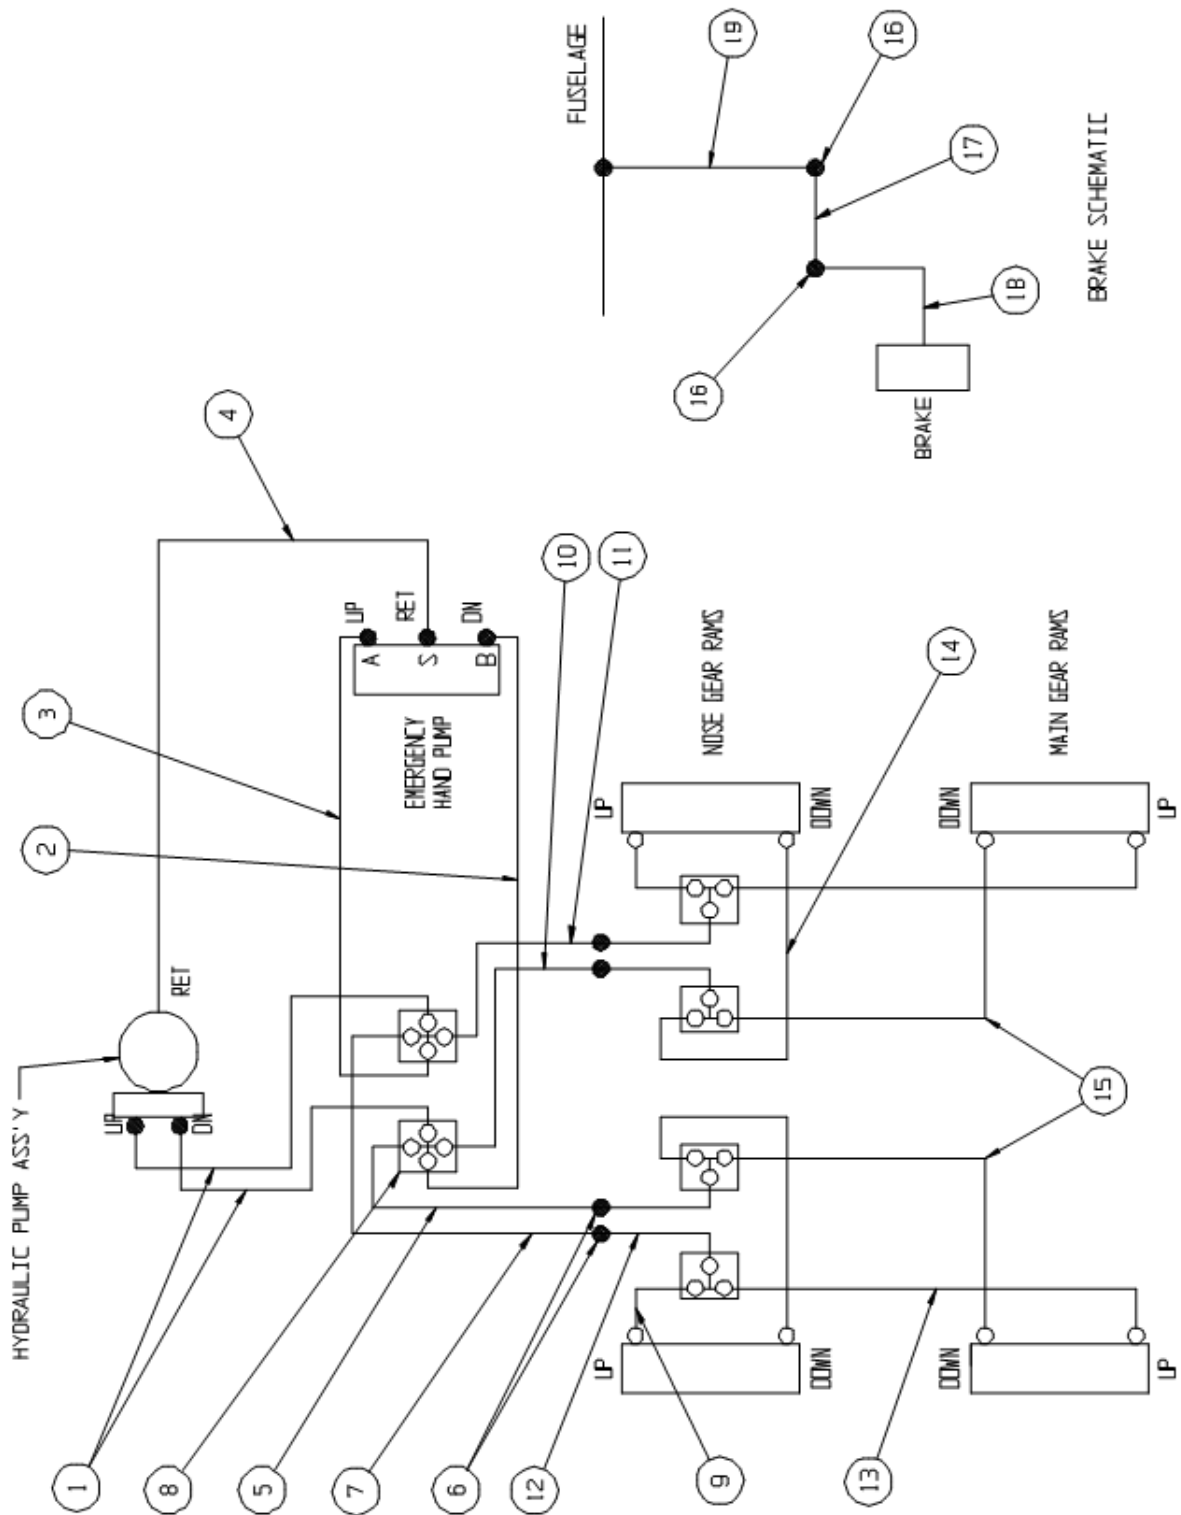 HYDRAULIC PUMP ASS'Y
UP
DN
RET
1
8
5
7
6
12
9
13
2
3
4
EMERGENCY
HAND PUMP
A
S
B
UP
RET
DN
10
11
14
15
NOSE GEAR RAMS
UP
DOWN
UP
DOWN
MAIN GEAR RAMS
DOWN
UP
DOWN
UP
FUSELAGE
19
16
17
16
18
BRAKE
BRAKE SCHEMATIC